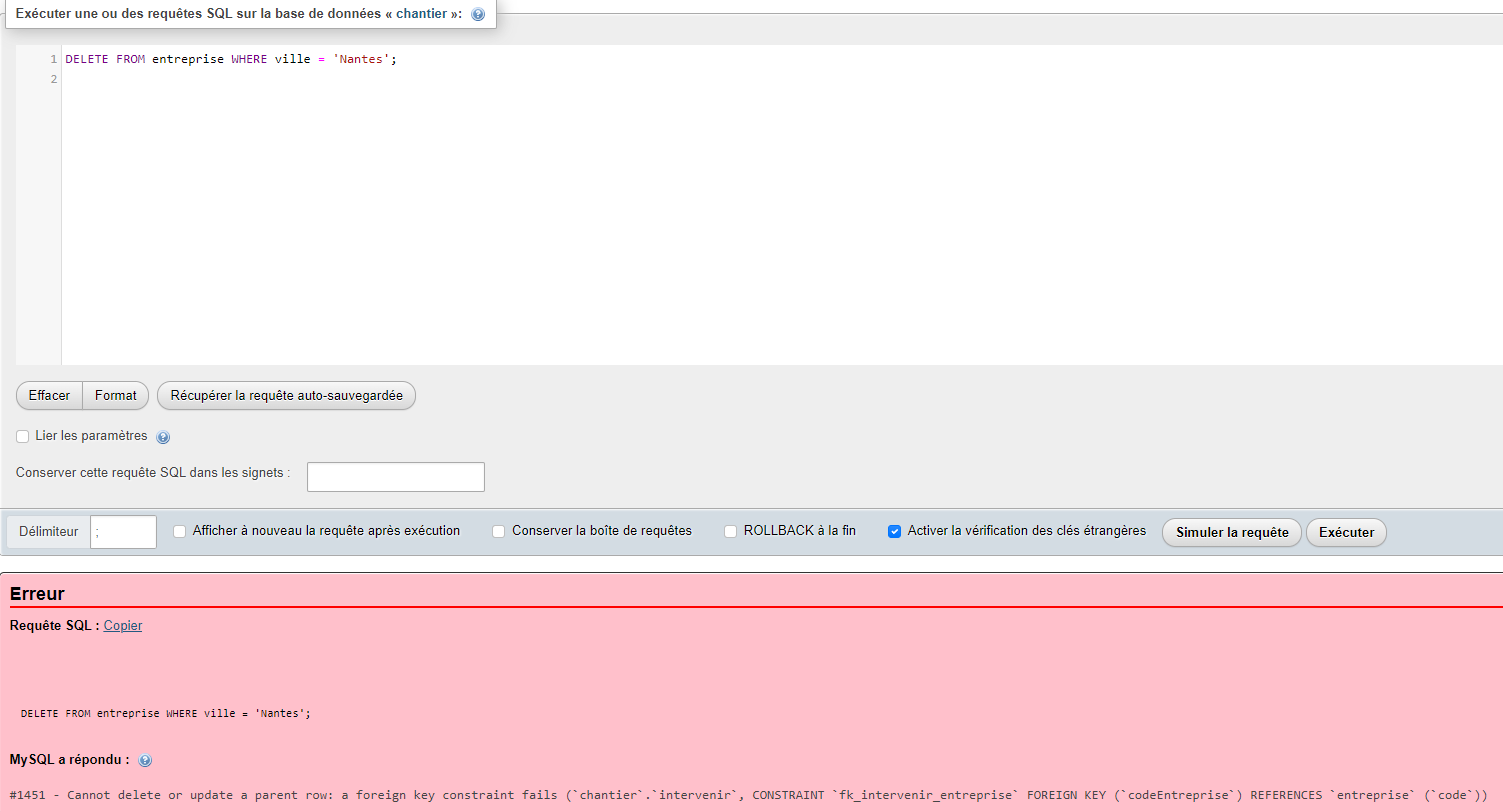 Exécuter une ou des requêtes SQL sur la base de données « chantier »:
1 DELETE FROM entreprise WHERE ville = 'Nantes';
2
Effacer Format Récupérer la requête auto-sauvegardée
Lier les paramètres
Conserver cette requête SQL dans les signets :
Délimiteur ; Afficher à nouveau la requête après exécution Conserver la boîte de requêtes ROLLBACK à la fin Activer la vérification des clés étrangères Simuler la requête Exécuter
Erreur
Requête SQL : Copier
DELETE FROM entreprise WHERE ville = 'Nantes';
MySQL a répondu :
#1451 - Cannot delete or update a parent row: a foreign key constraint fails (`chantier`.`intervenir`, CONSTRAINT `fk_intervenir_entreprise` FOREIGN KEY (`codeEntreprise`) REFERENCES `entreprise` (`code`))